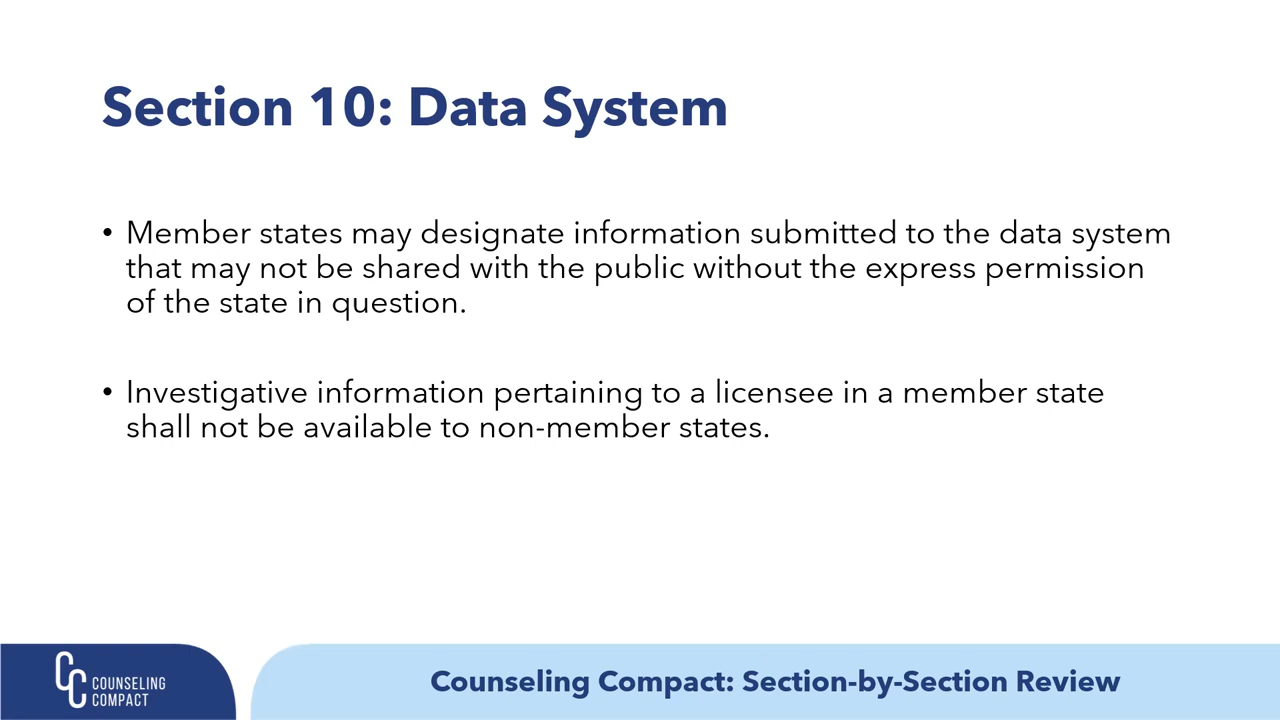 Section 10: Data System
• Member states may designate information submitted to the data system
that may not be shared with the public without the express permission
of the state in question.
• Investigative information pertaining to a licensee in a member state
shall not be available to non-member states.
CC COUNSELING
COMPACT
Counseling Compact: Section-by-Section Review